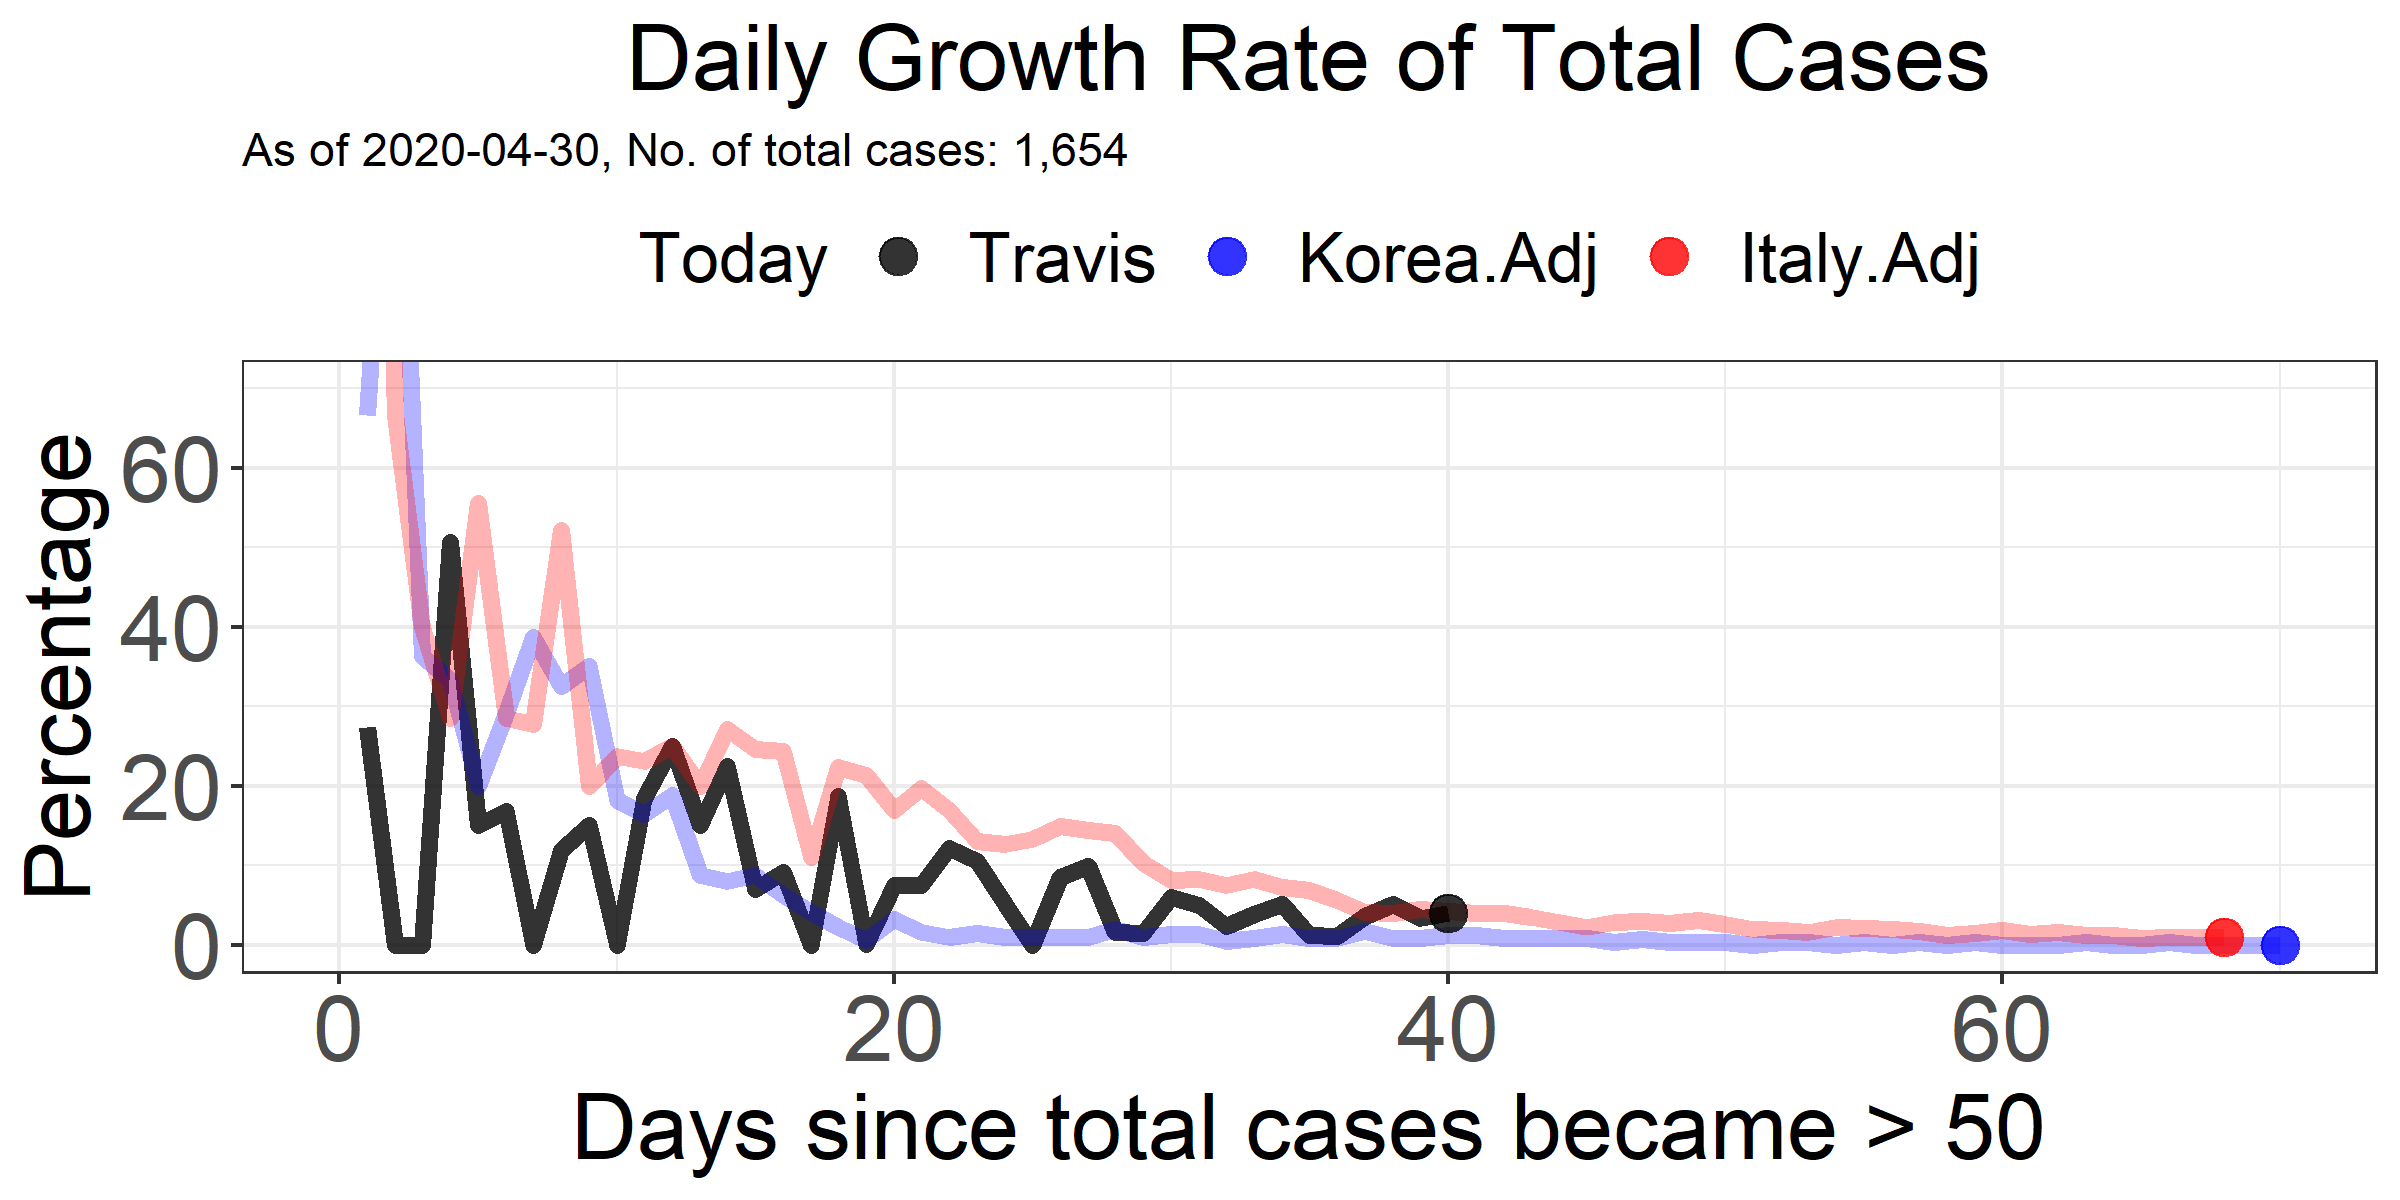 Daily Growth Rate of Total Cases
As of 2020-04-30, No. of total cases: 1,654
Today Travis Korea.Adj Italy.Adj
Percentage
60
40
20
0
0 20 40 60
Days since total cases became > 50